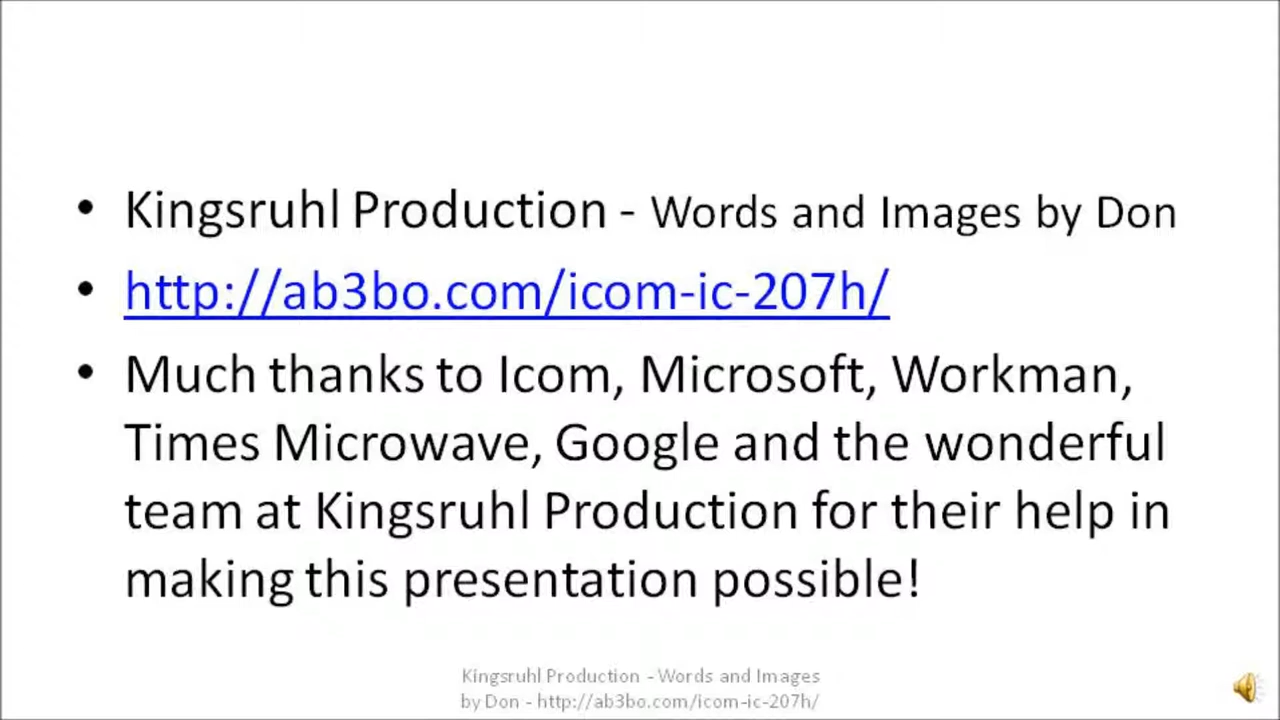 • Kingsruhl Production - Words and Images by Don
• http://ab3bo.com/icom-ic-207h/
• Much thanks to Icom, Microsoft, Workman,
Times Microwave, Google and the wonderful
team at Kingsruhl Production for their help in
making this presentation possible!
Kingsruhl Production - Words and Images
by Don - http://ab3bo.com/icom-ic-207h/